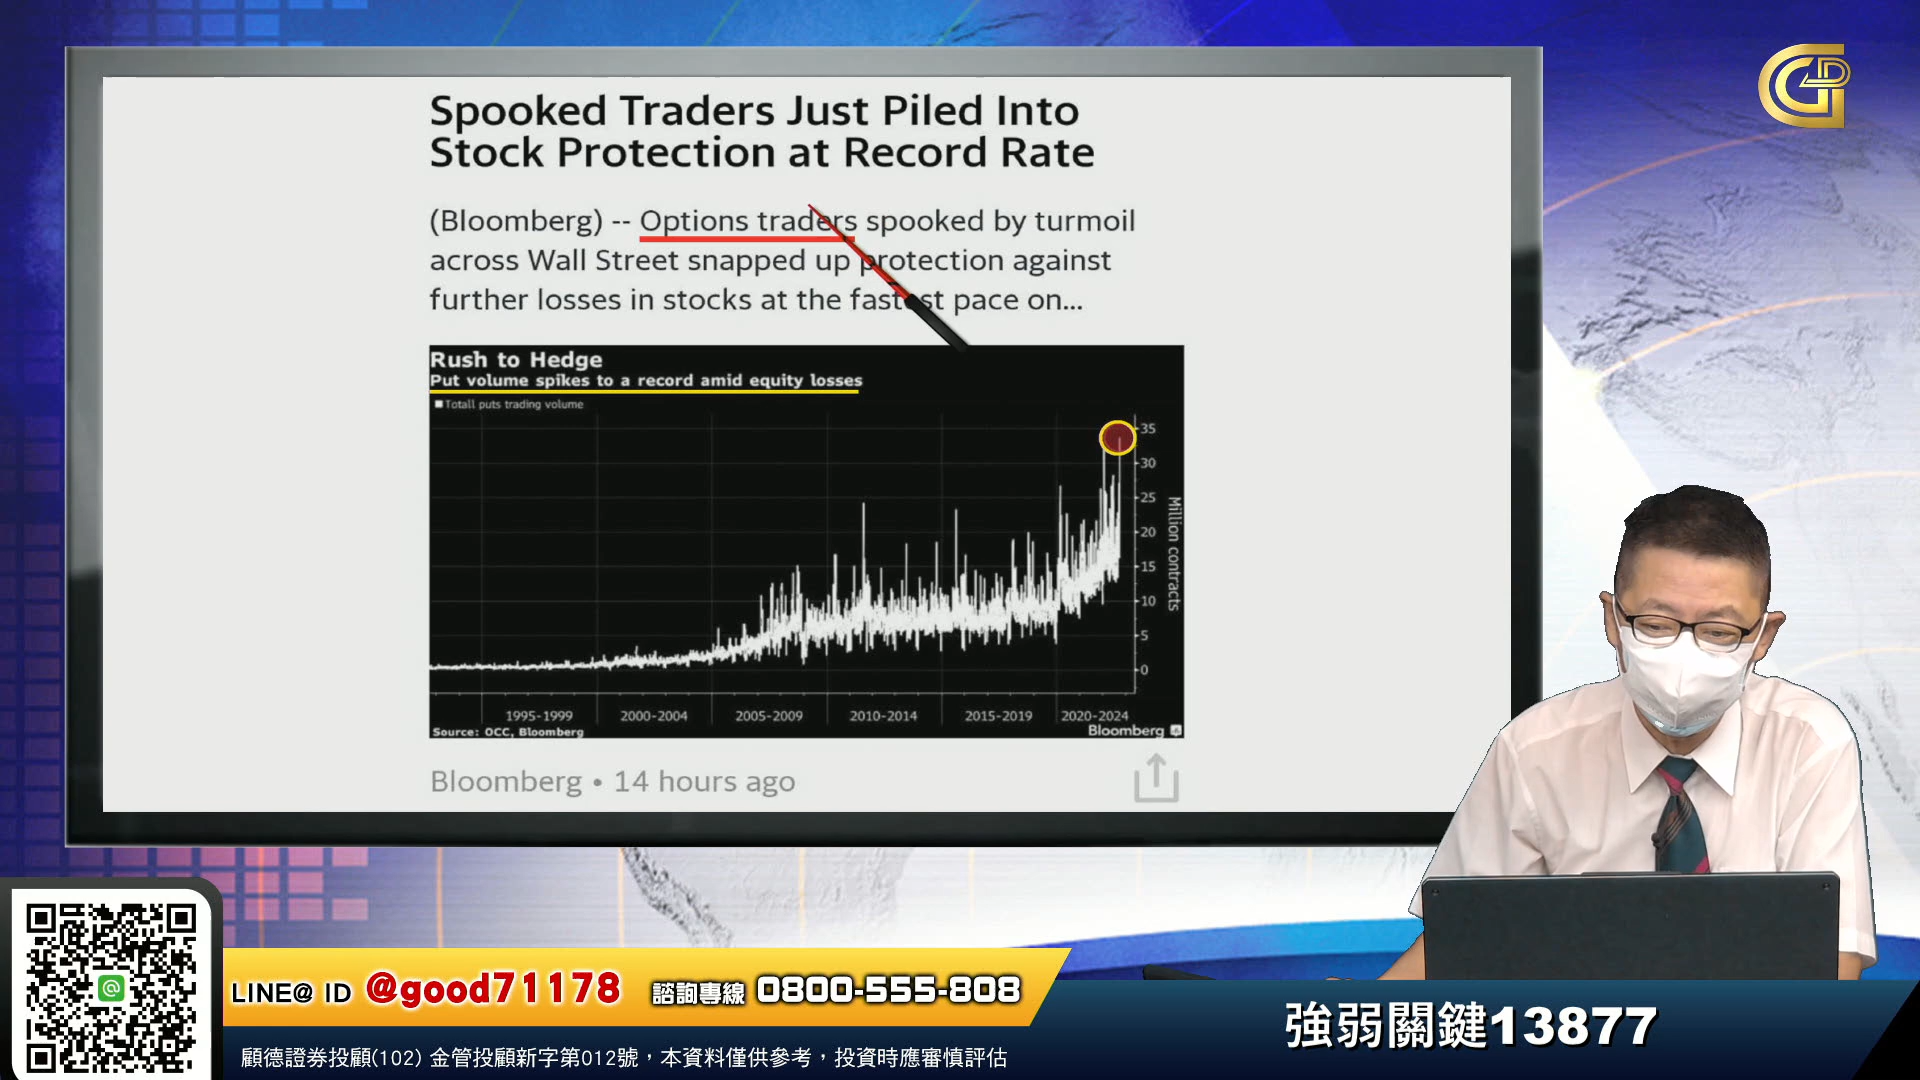 Spooked Traders Just Piled Into
Stock Protection at Record Rate
(Bloomberg) -- Options traders spooked by turmoil
across Wall Street snapped up protection against
further losses in stocks at the fastest pace on...
Rush to Hedge
Put volume spikes to a record amid equity losses
Totall puts trading volume
35
30
25
20
15
10
5
0
Million contracts
1995-1999 2000-2004 2005-2009 2010-2014 2015-2019 2020-2024
Source: OCC, Bloomberg
Bloomberg
Bloomberg • 14 hours ago
LINE@ ID @good71178 諮詢專線 0800-555-808
顧德證券投顧(102) 金管投顧新字第012號，本資料僅供參考，投資時應審慎評估
強弱關鍵13877